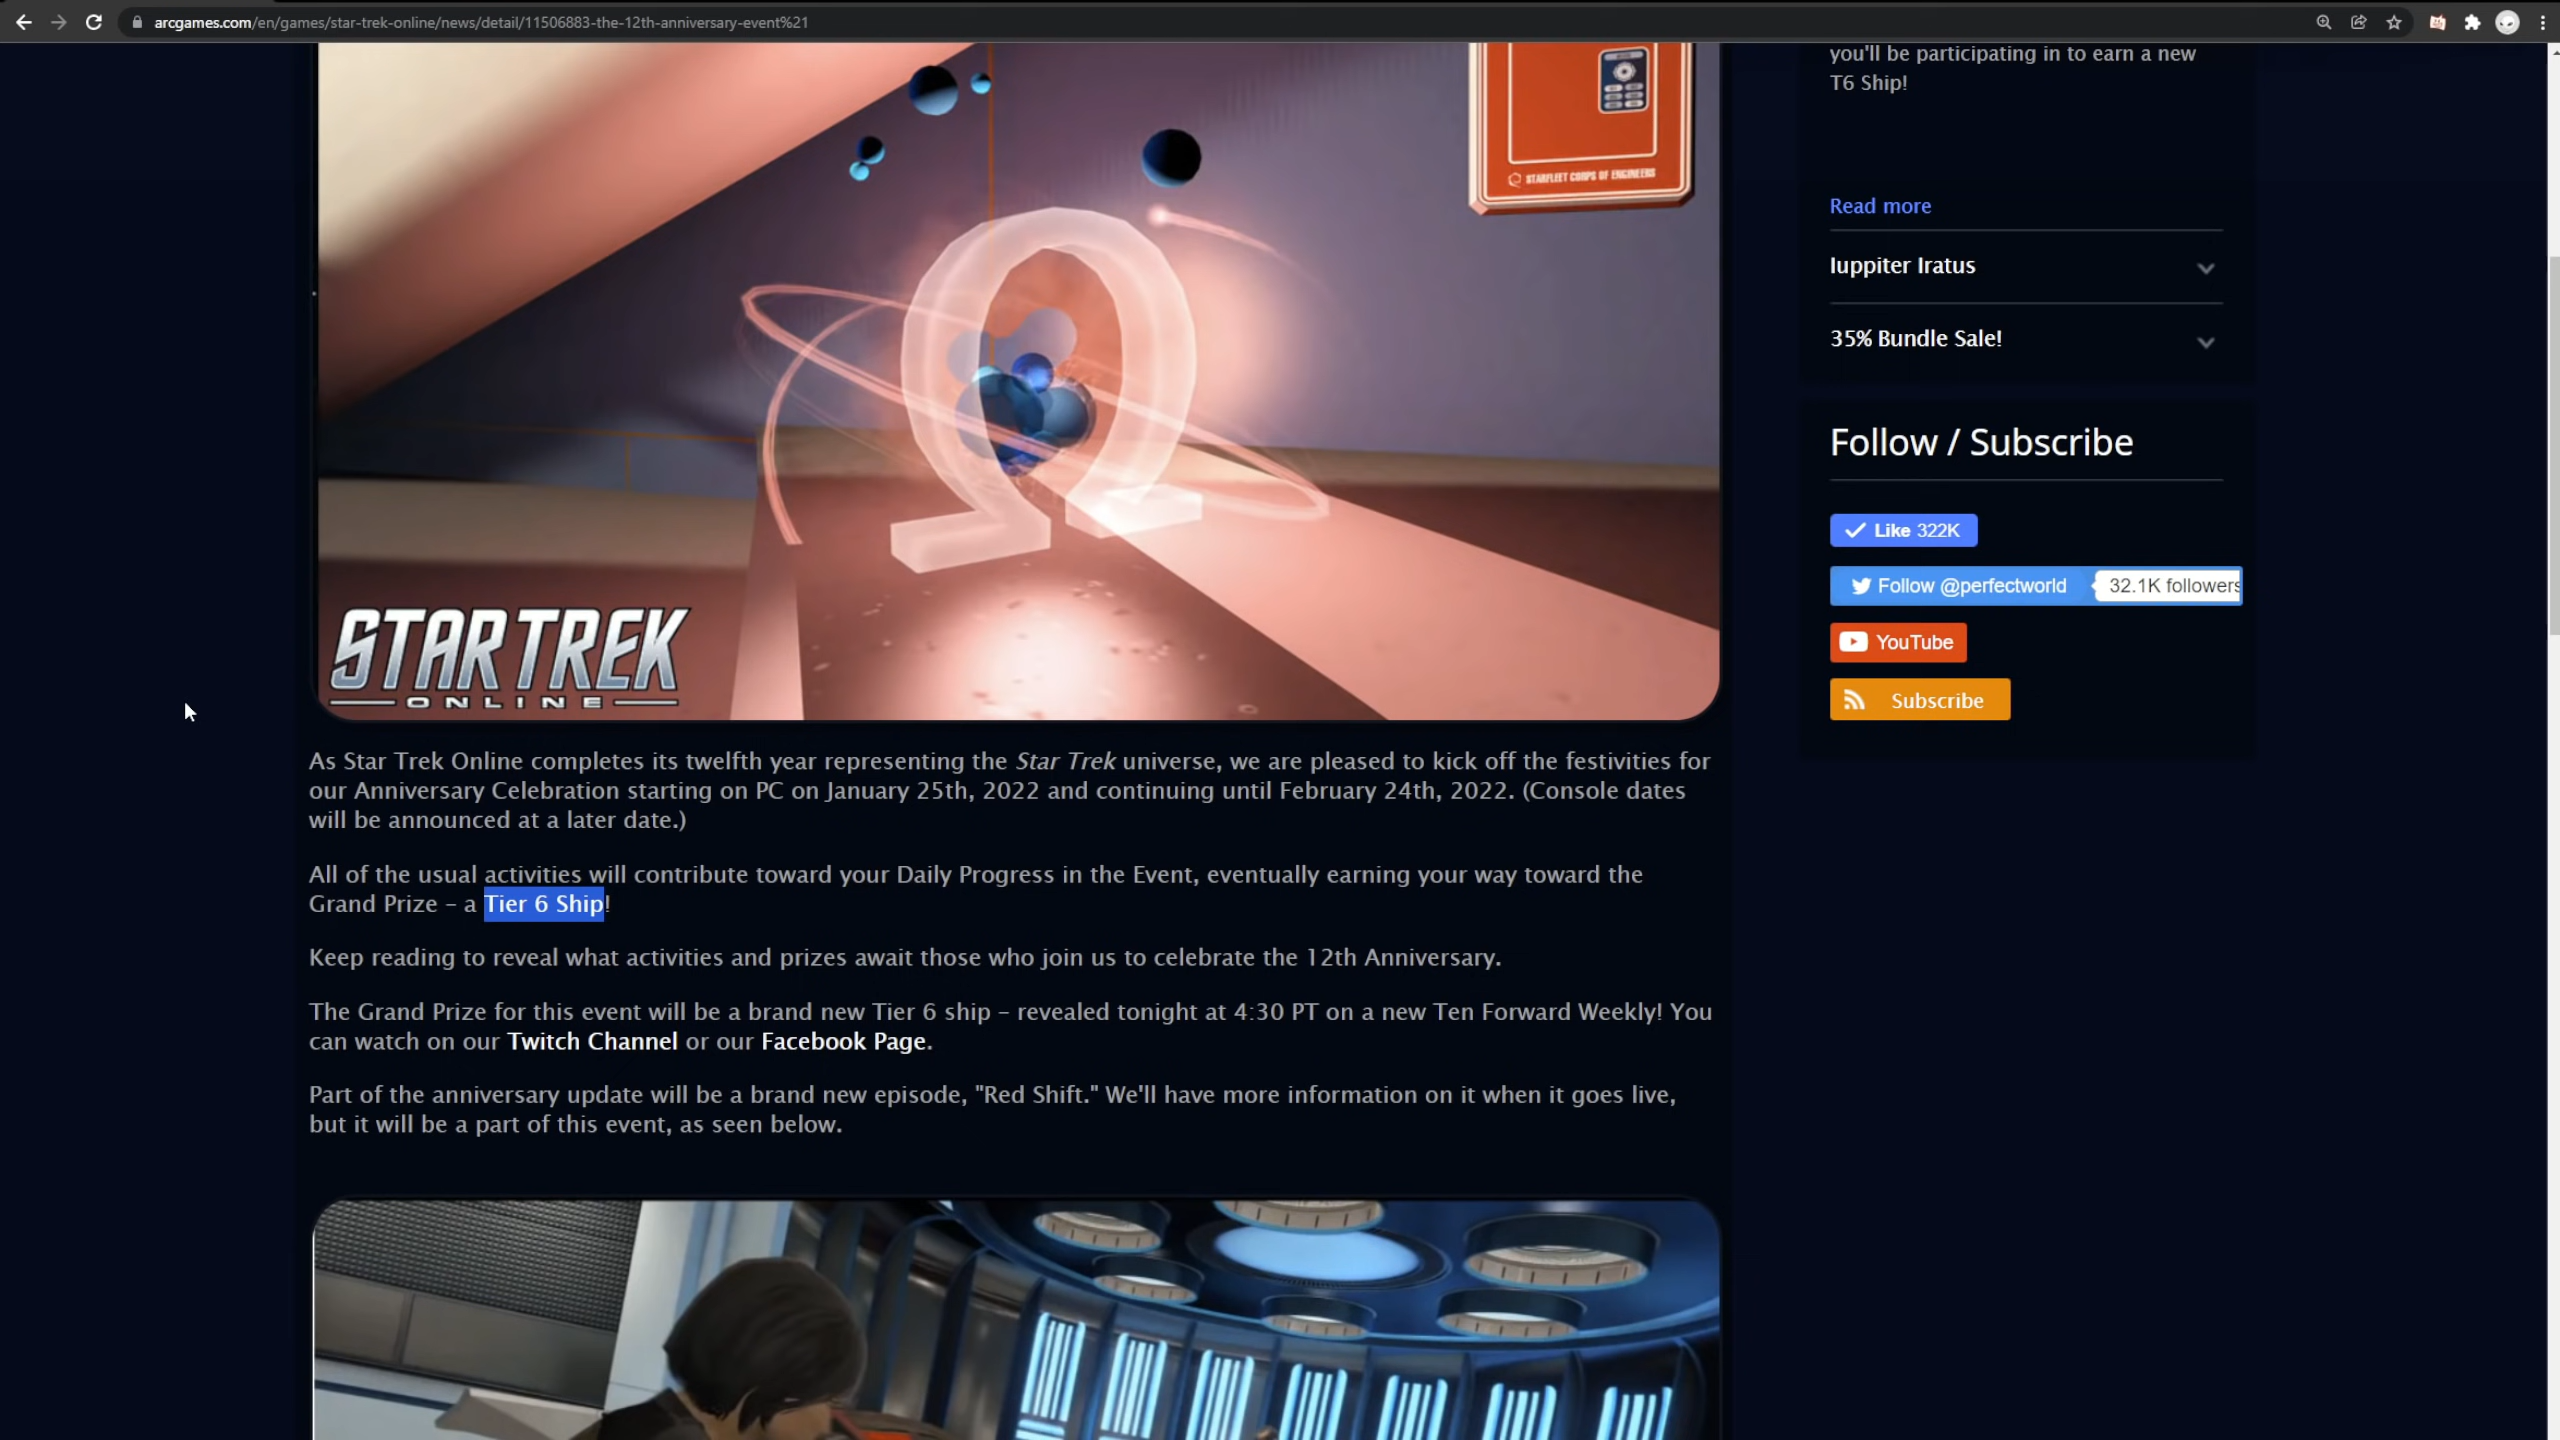 arcgames.com/en/games/star-trek-online/news/detail/11506883-the-12th-anniversary-event%21
STARFLEET CORPS OF ENGINEERS
STAR TREK
ONLINE
As Star Trek Online completes its twelfth year representing the Star Trek universe, we are pleased to kick off the festivities for
our Anniversary Celebration starting on PC on January 25th, 2022 and continuing until February 24th, 2022. (Console dates
will be announced at a later date.)
All of the usual activities will contribute toward your Daily Progress in the Event, eventually earning your way toward the
Grand Prize – a Tier 6 Ship!
Keep reading to reveal what activities and prizes await those who join us to celebrate the 12th Anniversary.
The Grand Prize for this event will be a brand new Tier 6 ship – revealed tonight at 4:30 PT on a new Ten Forward Weekly! You
can watch on our Twitch Channel or our Facebook Page.
Part of the anniversary update will be a brand new episode, "Red Shift." We'll have more information on it when it goes live,
but it will be a part of this event, as seen below.
you'll be participating in to earn a new
T6 Ship!
Read more
Iuppiter Iratus
35% Bundle Sale!
Follow / Subscribe
Like 322K
Follow @perfectworld 32.1K followers
YouTube
Subscribe